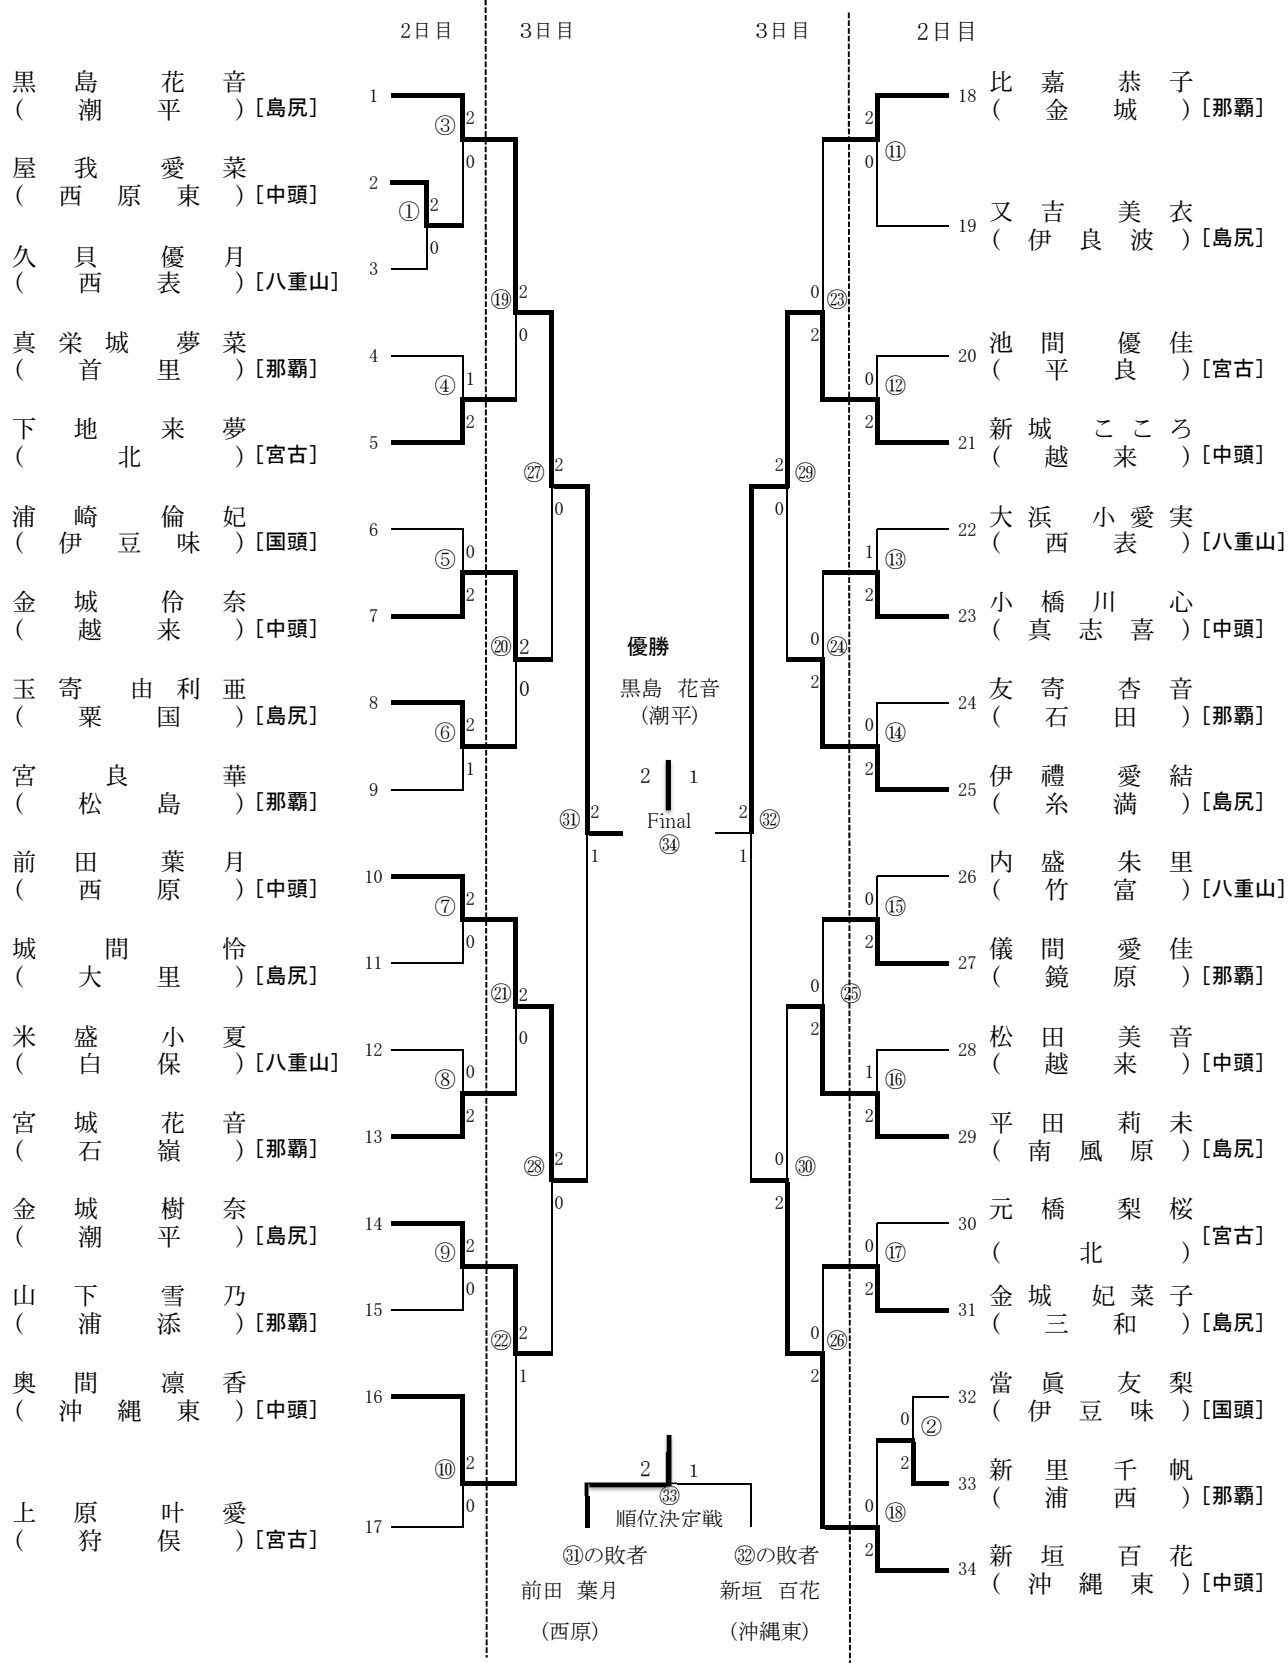 2日目 3日目 3日目 2日目
黒島 花音
(潮平) [島尻] 1
屋我 愛菜
(西原東) [中頭] 2
久貝 優月
(西表) [八重山] 3
真栄城 夢菜
(首里) [那覇] 4
下地 来夢
(北) [宮古] 5
浦崎 倫妃
(伊豆味) [国頭] 6
金城 伶奈
(越来) [中頭] 7
玉寄 由利亜
(粟国) [島尻] 8
宮良 華
(松島) [那覇] 9
前田 葉月
(西原) [中頭] 10
城間 怜
(大里) [島尻] 11
米盛 小夏
(白保) [八重山] 12
宮城 花音
(石嶺) [那覇] 13
金城 樹奈
(潮平) [島尻] 14
山下 雪乃
(浦添) [那覇] 15
奥間 凛香
(沖縄東) [中頭] 16
上原 叶愛
(狩俣) [宮古] 17
① 2 0
③ 2 0
④ 1 2
⑤ 0 2
⑥ 2 1
⑦ 2 0
⑧ 0 2
⑨ 2 0
⑩ 2 0
⑲ 2 0
⑳ 2 0
㉑ 2 0
㉒ 2 1
㉗ 2 0
㉘ 2 0
㉛ 2 1
優勝
黒島 花音
(潮平)
2 1
Final
㉞
2 1
㉝
順位決定戦
㉛の敗者 ㉜の敗者
前田 葉月 新垣 百花
(西原) (沖縄東)
㉜ 2 1
㉙ 2 0
㉚ 0 2
㉓ 0 2
㉔ 0 2
㉕ 0 2
㉖ 0 2
⑪ 2 0
⑫ 0 2
⑬ 1 2
⑭ 0 2
⑮ 0 2
⑯ 1 2
⑰ 0 2
② 0 2
⑱ 0 2
18 比嘉 恭子
(金城) [那覇]
19 又吉 美衣
(伊良波) [島尻]
20 池間 優佳
(平良) [宮古]
21 新城 こころ
(越来) [中頭]
22 大浜 小愛実
(西表) [八重山]
23 小橋川 心
(真志喜) [中頭]
24 友寄 杏音
(石田) [那覇]
25 伊禮 愛結
(糸満) [島尻]
26 内盛 朱里
(竹富) [八重山]
27 儀間 愛佳
(鏡原) [那覇]
28 松田 美音
(越来) [中頭]
29 平田 莉未
(南風原) [島尻]
30 元橋 梨桜
(北) [宮古]
31 金城 妃菜子
(三和) [島尻]
32 當眞 友梨
(伊豆味) [国頭]
33 新里 千帆
(浦西) [那覇]
34 新垣 百花
(沖縄東) [中頭]